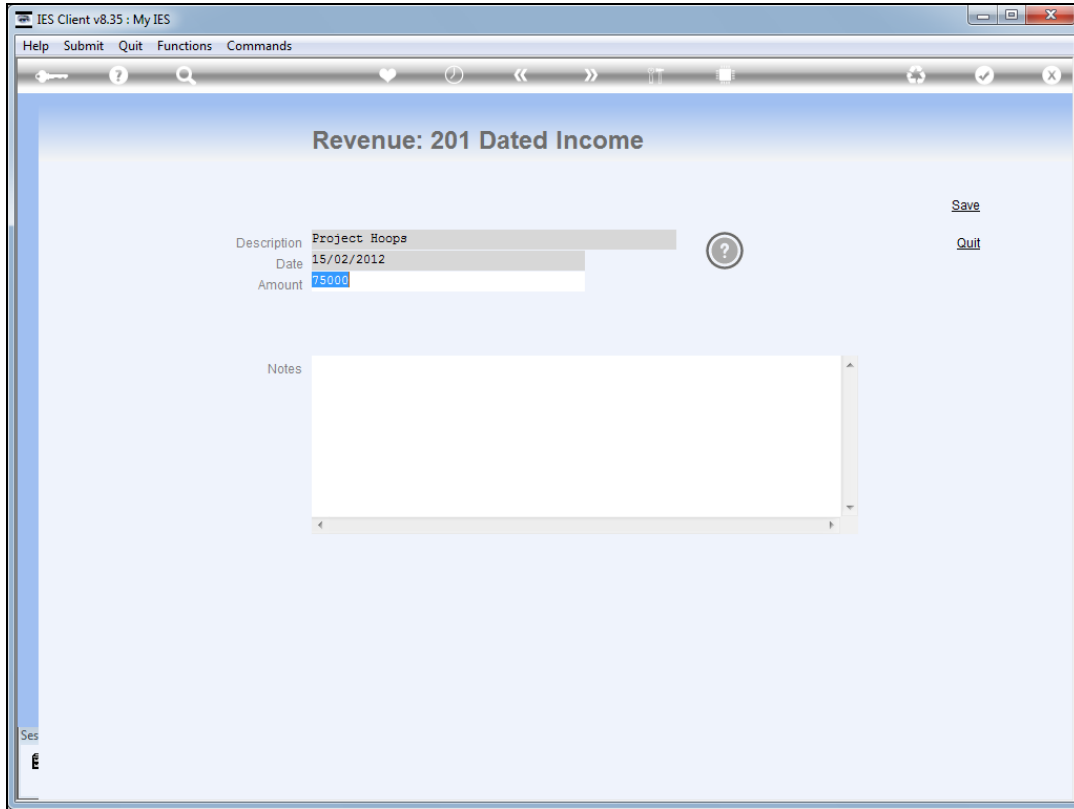 IES Client v8.35 : My IES
Help Submit Quit Functions Commands
Revenue: 201 Dated Income
Save
Description Project Hoops
Quit
Date 15/02/2012
Amount 75000
Notes
Ses